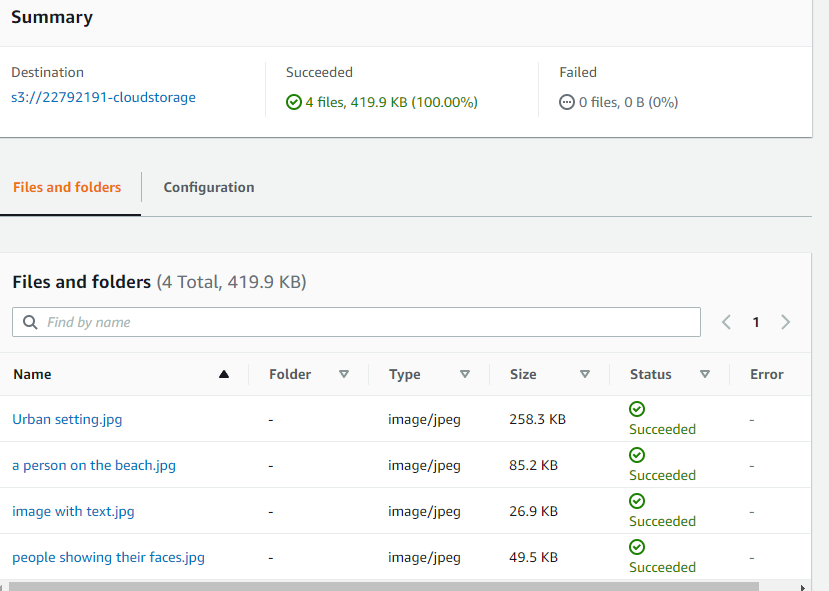 Summary
Destination
Succeeded
Failed
s3://22792191-cloudstorage
4 files, 419.9 KB (100.00%)
0 files, 0 B (0%)
Files and folders
Configuration
Files and folders (4 Total, 419.9 KB)
Find by name
1
Name Folder Type Size Status Error
Urban setting.jpg - image/jpeg 258.3 KB Succeeded -
a person on the beach.jpg - image/jpeg 85.2 KB Succeeded -
image with text.jpg - image/jpeg 26.9 KB Succeeded -
people showing their faces.jpg - image/jpeg 49.5 KB Succeeded -